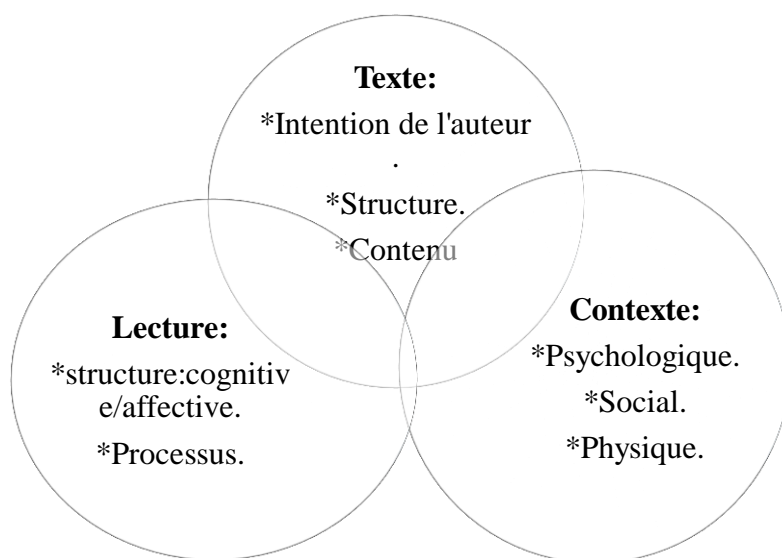 Texte:
*Intention de l'auteur
.
*Structure.
*Contenu
Lecture:
*structure:cognitiv
e/affective.
*Processus.
Contexte:
*Psychologique.
*Social.
*Physique.